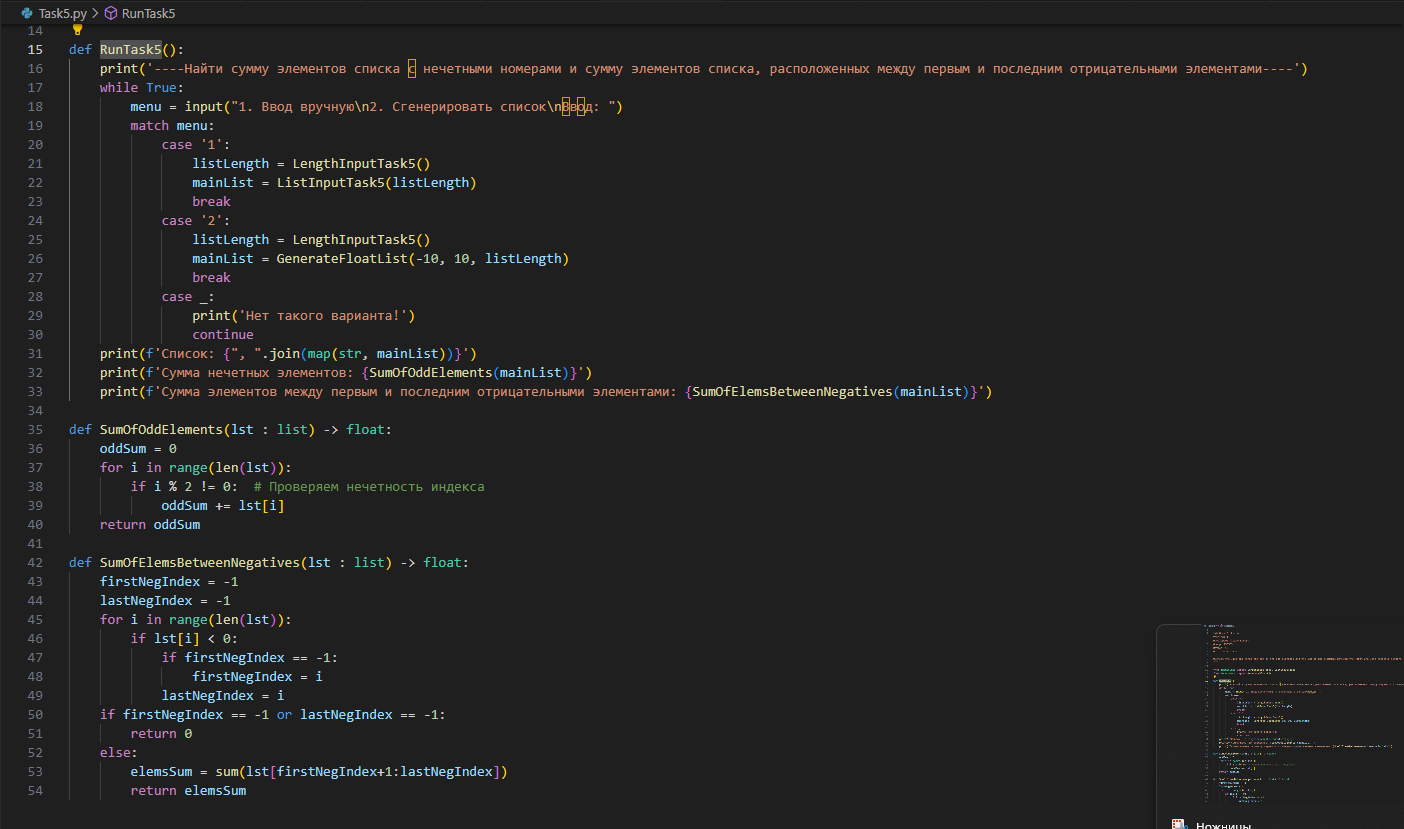 Task5.py > RunTask5
14
15 def RunTask5():
16     print('----Найти сумму элементов списка с нечетными номерами и сумму элементов списка, расположенных между первым и последним отрицательными элементами----')
17     while True:
18         menu = input("1. Ввод вручную\n2. Сгенерировать список\nВвод: ")
19         match menu:
20             case '1':
21                 listLength = LengthInputTask5()
22                 mainList = ListInputTask5(listLength)
23                 break
24             case '2':
25                 listLength = LengthInputTask5()
26                 mainList = GenerateFloatList(-10, 10, listLength)
27                 break
28             case _:
29                 print('Нет такого варианта!')
30                 continue
31     print(f'Список: {", ".join(map(str, mainList))}')
32     print(f'Сумма нечетных элементов: {SumOfOddElements(mainList)}')
33     print(f'Сумма элементов между первым и последним отрицательными элементами: {SumOfElemsBetweenNegatives(mainList)}')
34
35 def SumOfOddElements(lst : list) -> float:
36     oddSum = 0
37     for i in range(len(lst)):
38         if i % 2 != 0:  # Проверяем нечетность индекса
39             oddSum += lst[i]
40     return oddSum
41
42 def SumOfElemsBetweenNegatives(lst : list) -> float:
43     firstNegIndex = -1
44     lastNegIndex = -1
45     for i in range(len(lst)):
46         if lst[i] < 0:
47             if firstNegIndex == -1:
48                 firstNegIndex = i
49             lastNegIndex = i
50     if firstNegIndex == -1 or lastNegIndex == -1:
51         return 0
52     else:
53         elemsSum = sum(lst[firstNegIndex+1:lastNegIndex])
54         return elemsSum
Ножницы